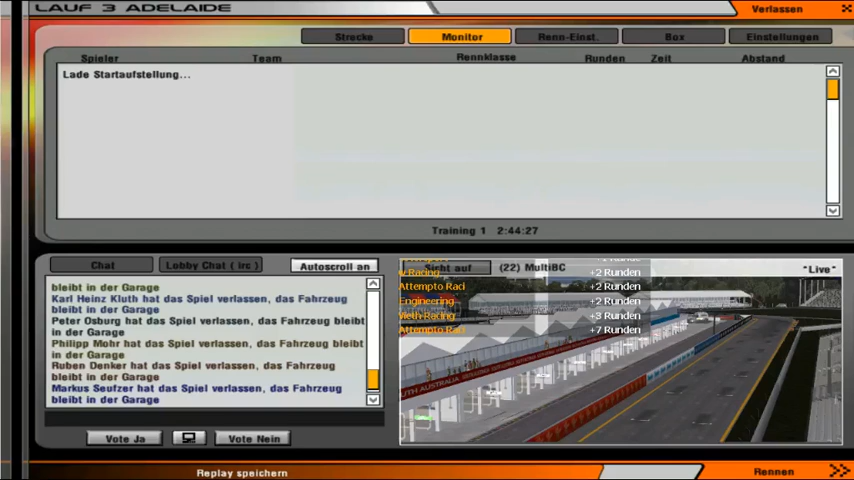 LAUF 3 ADELAIDE
Verlassen
Strecke
Monitor
Renn-Einst.
Box
Einstellungen
Spieler Team Rennklasse Runden Zeit Abstand
Lade Startaufstellung...
Training 1 2:44:27
Chat
Lobby Chat ( irc )
Autoscroll an
bleibt in der Garage
Karl Heinz Kluth hat das Spiel verlassen, das Fahrzeug
bleibt in der Garage
Peter Osburg hat das Spiel verlassen, das Fahrzeug bleibt
in der Garage
Philipp Mohr hat das Spiel verlassen, das Fahrzeug bleibt
in der Garage
Ruben Denker hat das Spiel verlassen, das Fahrzeug
bleibt in der Garage
Markus Seufzer hat das Spiel verlassen, das Fahrzeug
bleibt in der Garage
Vote Ja
Vote Nein
Sicht auf
(22) MultiBC
"Live"
Racing +2 Runden
Attempto Raci +2 Runden
Engineering +2 Runden
Racing +3 Runden
Attempto Raci +7 Runden
UTH AUSTRALIA
Replay speichern
Rennen